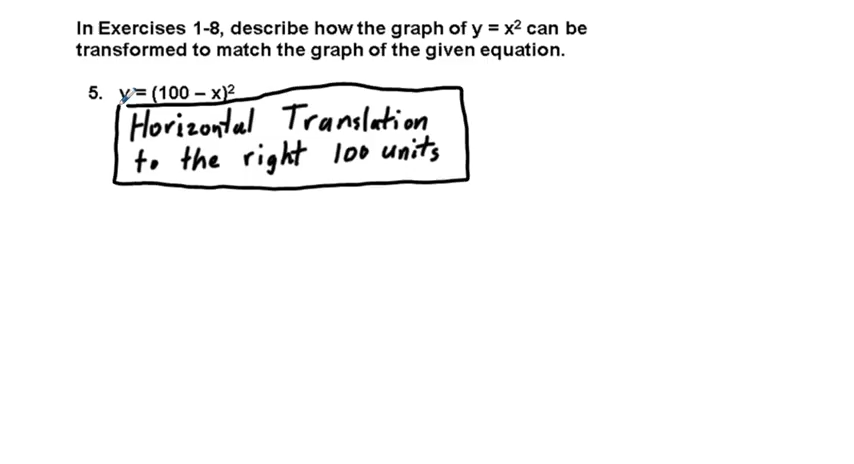 In Exercises 1-8, describe how the graph of y = x² can be
transformed to match the graph of the given equation.
5. y = (100 – x)²
Horizontal Translation
to the right 100 units